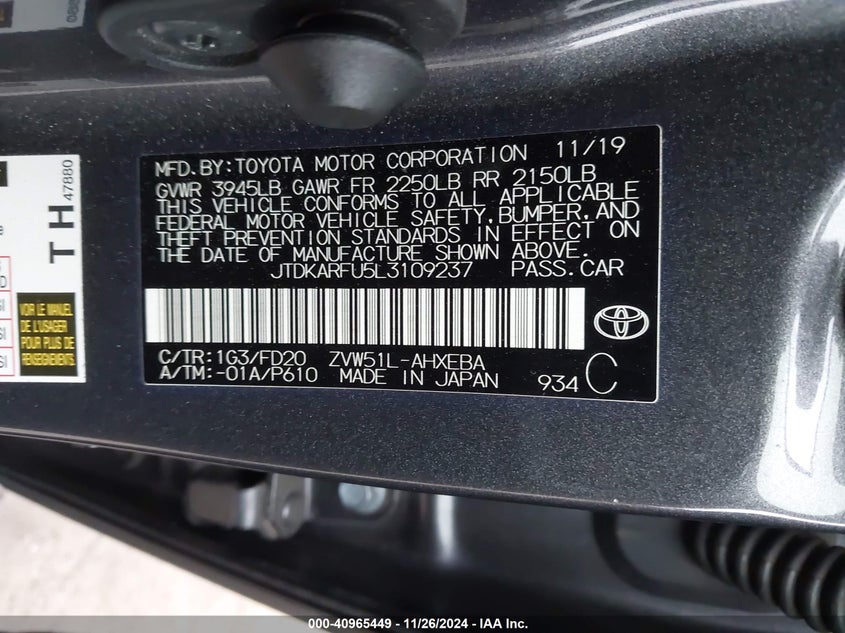 MFD.BY:TOYOTA MOTOR CORPORATION 11/19
GVWR 3945LB GAWR FR 2250LB RR 2150LB
THIS VEHICLE CONFORMS TO ALL APPLICABLE
FEDERAL MOTOR VEHICLE SAFETY,BUMPER,AND
THEFT PREVENTION STANDARDS IN EFFECT ON
THE DATE OF MANUFACTURE SHOWN ABOVE.
JTDKARFU5L3109237 PASS.CAR
C/TR:1G3/FD20 ZVW51L-AHXEBA
A/TM:-01A/P610 MADE IN JAPAN 934 C
TH
47880
VOIR LE MANUEL
DE L'USAGER
POUR PLUS DE
RENSEIGNEMENTS
000-40965449 - 11/26/2024 - IAA Inc.